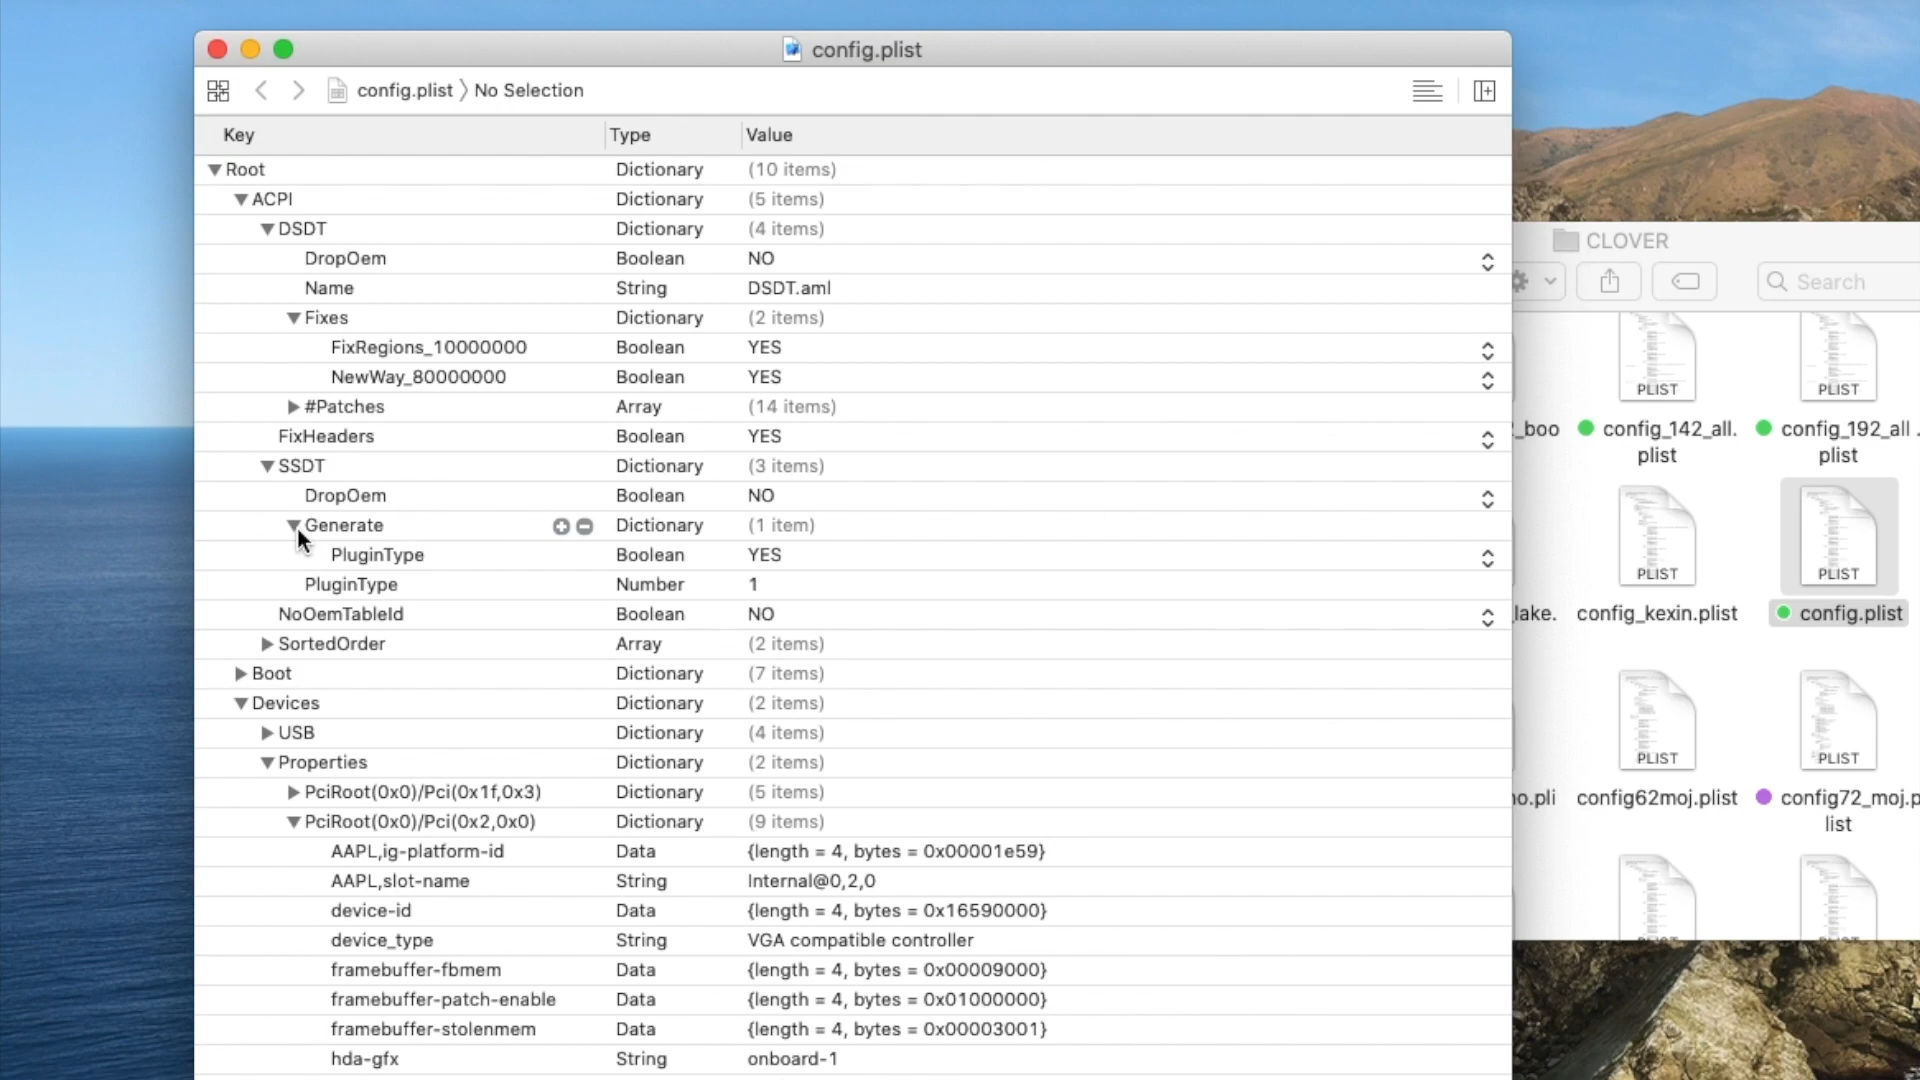 config.plist
config.plist 〉 No Selection
Key Type Value
Root Dictionary (10 items)
ACPI Dictionary (5 items)
DSDT Dictionary (4 items)
DropOem Boolean NO
Name String DSDT.aml
Fixes Dictionary (2 items)
FixRegions_10000000 Boolean YES
NewWay_80000000 Boolean YES
#Patches Array (14 items)
FixHeaders Boolean YES
SSDT Dictionary (3 items)
DropOem Boolean NO
Generate Dictionary (1 item)
PluginType Boolean YES
PluginType Number 1
NoOemTableId Boolean NO
SortedOrder Array (2 items)
Boot Dictionary (7 items)
Devices Dictionary (2 items)
USB Dictionary (4 items)
Properties Dictionary (2 items)
PciRoot(0x0)/Pci(0x1f,0x3) Dictionary (5 items)
PciRoot(0x0)/Pci(0x2,0x0) Dictionary (9 items)
AAPL,ig-platform-id Data {length = 4, bytes = 0x00001e59}
AAPL,slot-name String Internal@0,2,0
device-id Data {length = 4, bytes = 0x16590000}
device_type String VGA compatible controller
framebuffer-fbmem Data {length = 4, bytes = 0x00009000}
framebuffer-patch-enable Data {length = 4, bytes = 0x01000000}
framebuffer-stolenmem Data {length = 4, bytes = 0x00003001}
hda-gfx String onboard-1
CLOVER
Search
PLIST PLIST
_boo config_142_all. config_192_all .
plist plist
PLIST PLIST
lake. config_kexin.plist config.plist
PLIST PLIST
no.pli config62moj.plist config72_moj.p
list
PLIST PLIST